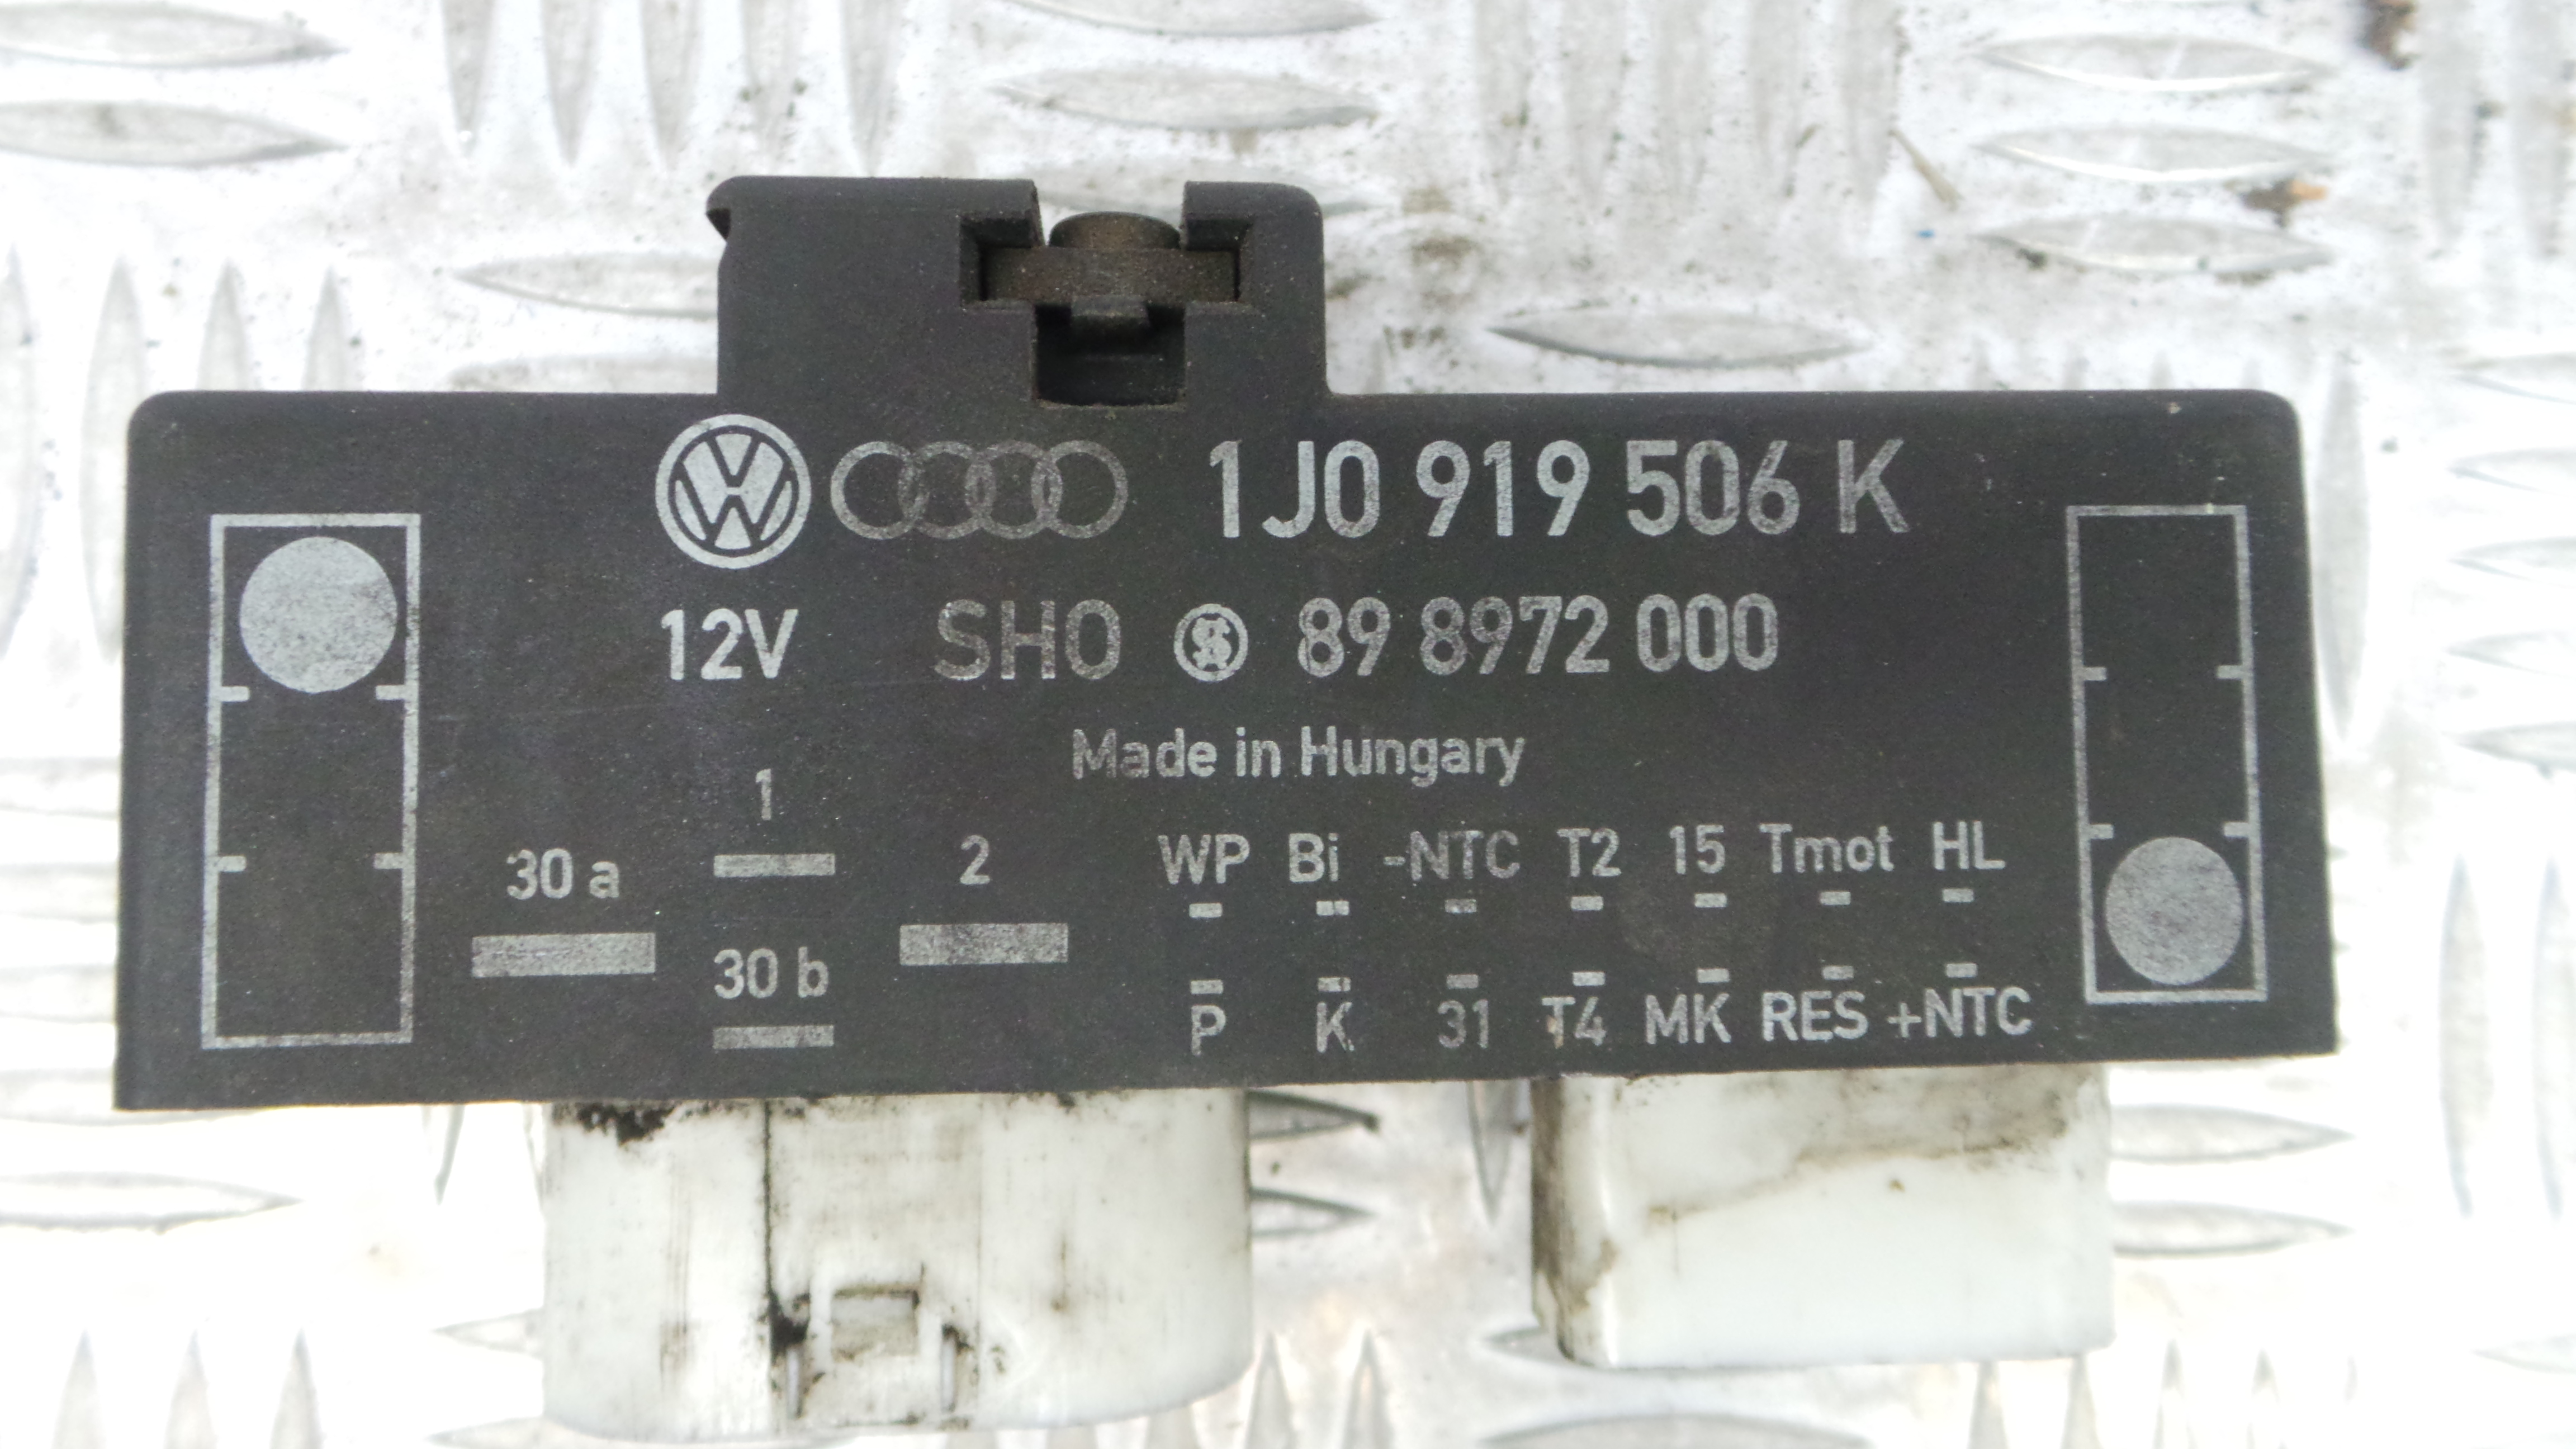 1J0 919 506 K
12V SHO 89 8972 000
Made in Hungary
1
30 a 2
30 b
WP Bi -NTC T2 15 Tmot HL
P K 31 T4 MK RES +NTC